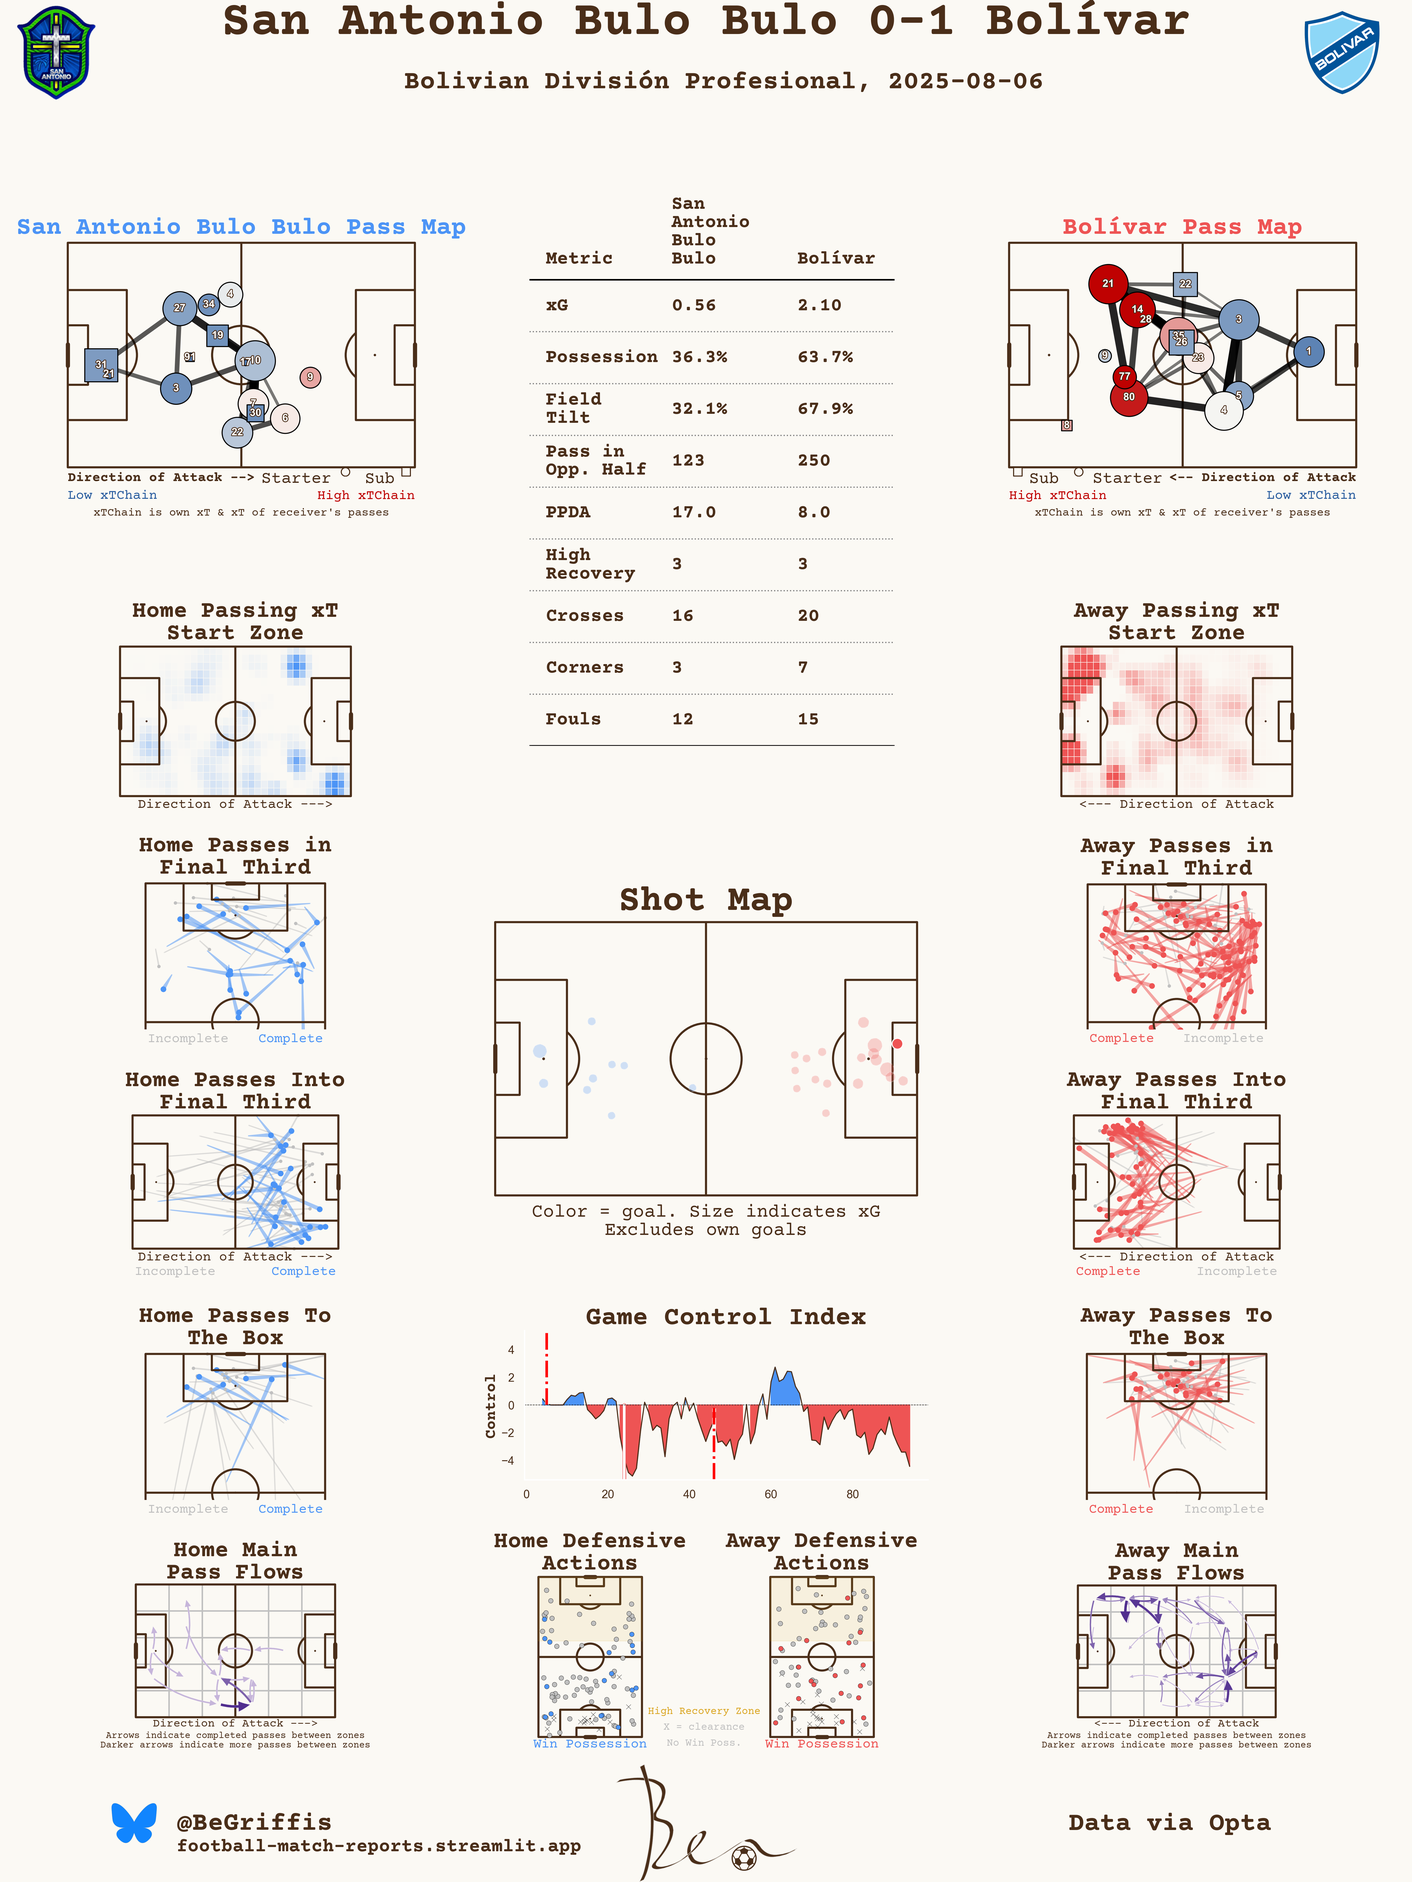 San Antonio Bulo Bulo 0-1 Bolívar
Bolivian División Profesional, 2025-08-06
SAN
ANTONIO
BOLIVAR
San Antonio Bulo Bulo Pass Map
27
34
4
19
31
21
91
17
10
3
9
7
30
6
22
Direction of Attack --> Starter Sub
Low xTChain High xTChain
xTChain is own xT & xT of receiver's passes
Metric San Antonio Bulo Bulo Bolívar
xG 0.56 2.10
Possession 36.3% 63.7%
Field Tilt 32.1% 67.9%
Pass in Opp. Half 123 250
PPDA 17.0 8.0
High Recovery 3 3
Crosses 16 20
Corners 3 7
Fouls 12 15
Bolívar Pass Map
21
22
14
28
3
35
26
9
23
1
77
80
5
4
8
Sub Starter <-- Direction of Attack
High xTChain Low xTChain
xTChain is own xT & xT of receiver's passes
Home Passing xT
Start Zone
Direction of Attack --->
Away Passing xT
Start Zone
<--- Direction of Attack
Home Passes in
Final Third
Incomplete Complete
Away Passes in
Final Third
Complete Incomplete
Shot Map
Color = goal. Size indicates xG
Excludes own goals
Home Passes Into
Final Third
Direction of Attack --->
Incomplete Complete
Away Passes Into
Final Third
<--- Direction of Attack
Complete Incomplete
Home Passes To
The Box
Incomplete Complete
Game Control Index
Control
4
2
0
−2
−4
0 20 40 60 80
Away Passes To
The Box
Complete Incomplete
Home Main
Pass Flows
Direction of Attack --->
Arrows indicate completed passes between zones
Darker arrows indicate more passes between zones
Home Defensive
Actions
Win Possession
Away Defensive
Actions
Win Possession
High Recovery Zone
X = clearance
No Win Poss.
Away Main
Pass Flows
<--- Direction of Attack
Arrows indicate completed passes between zones
Darker arrows indicate more passes between zones
@BeGriffis
football-match-reports.streamlit.app
Ben
Data via Opta